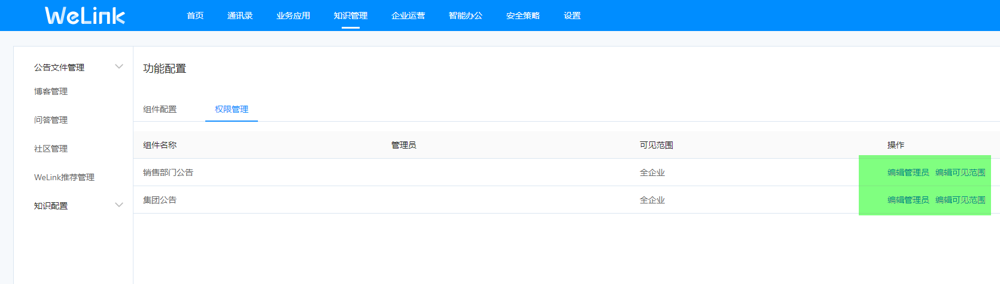 WeLink 首页 通讯录 业务应用 知识管理 企业运营 智能办公 安全策略 设置
公告文件管理
博客管理
问答管理
社区管理
WeLink推荐管理
知识配置
功能配置
组件配置 权限管理
组件名称 管理员 可见范围 操作
销售部门公告 全企业 编辑管理员 编辑可见范围
集团公告 全企业 编辑管理员 编辑可见范围